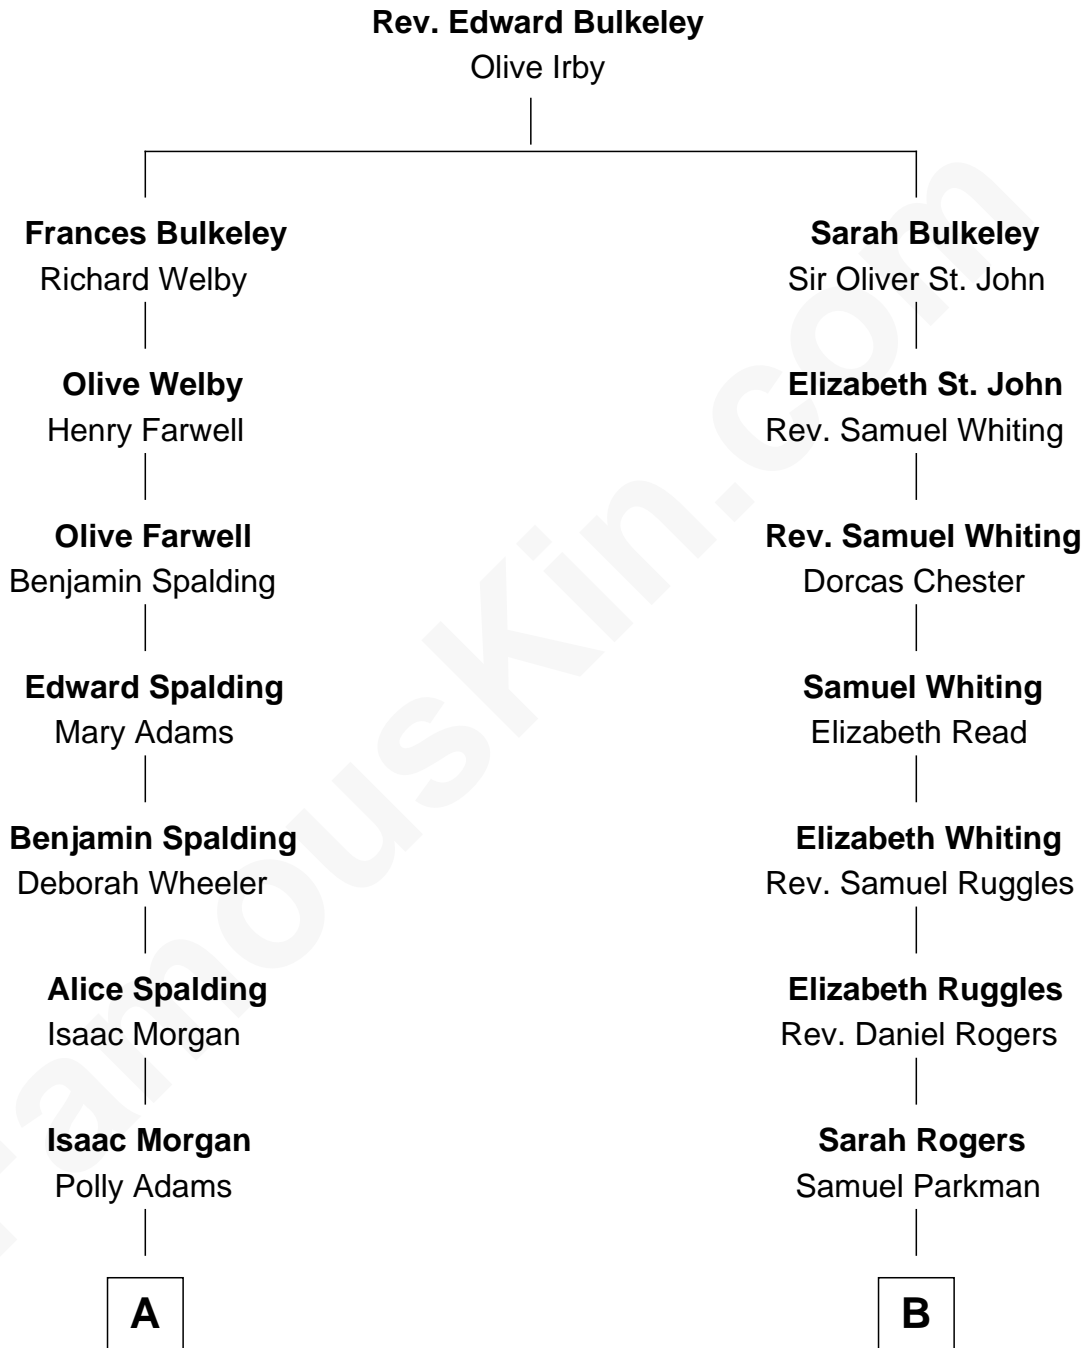 Rev. Edward Bulkeley
Olive Irby
Frances Bulkeley
Richard Welby
Sarah Bulkeley
Sir Oliver St. John
Olive Welby
Henry Farwell
Elizabeth St. John
Rev. Samuel Whiting
Olive Farwell
Benjamin Spalding
Rev. Samuel Whiting
Dorcas Chester
Edward Spalding
Mary Adams
Samuel Whiting
Elizabeth Read
Benjamin Spalding
Deborah Wheeler
Elizabeth Whiting
Rev. Samuel Ruggles
Alice Spalding
Isaac Morgan
Elizabeth Ruggles
Rev. Daniel Rogers
Isaac Morgan
Polly Adams
Sarah Rogers
Samuel Parkman
A
B
FamousKin.com